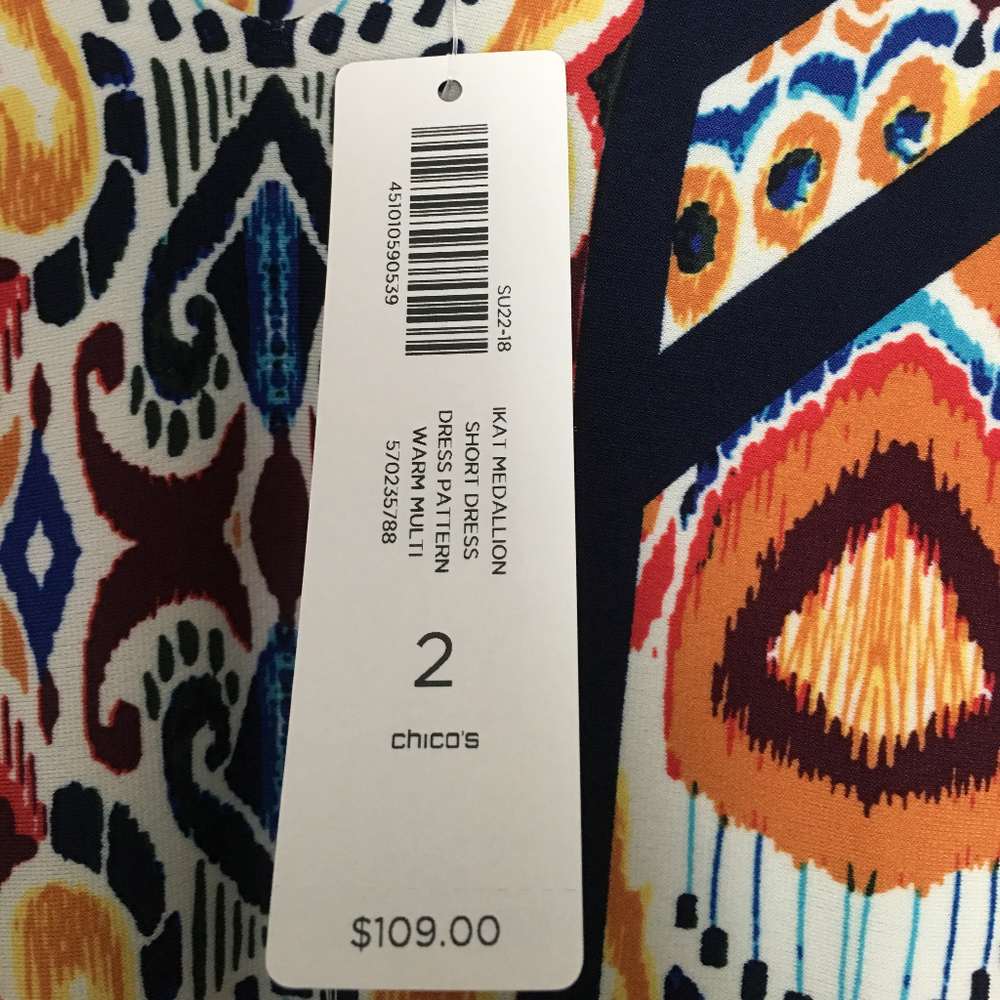 451010590539
SU22-18
IKAT MEDALLION
SHORT DRESS
DRESS PATTERN
WARM MULTI
570235788
2
chico's
$109.00